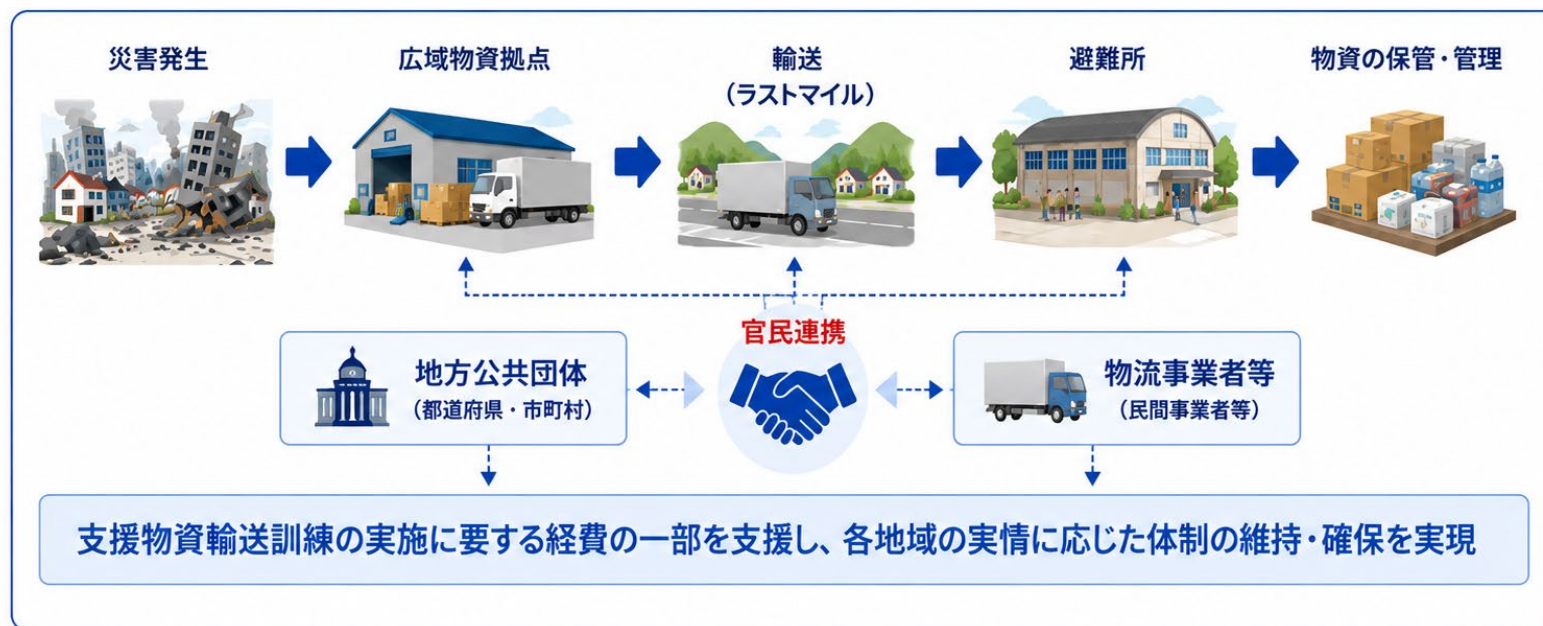 災害発生
広域物資拠点
輸送
（ラストマイル）
避難所
物資の保管・管理
官民連携
地方公共団体
（都道府県・市町村）
物流事業者等
（民間事業者等）
支援物資輸送訓練の実施に要する経費の一部を支援し、各地域の実情に応じた体制の維持・確保を実現